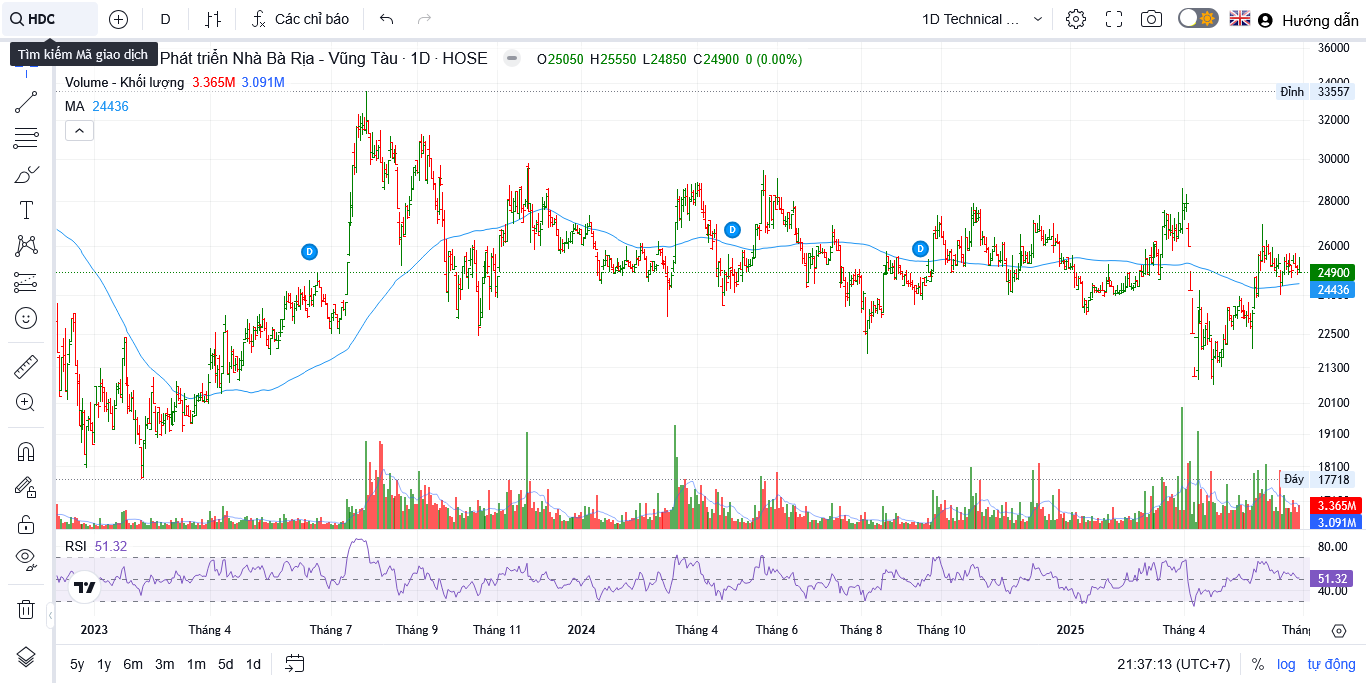 HDC D Các chỉ báo 1D Technical ... Hướng dẫn
Tìm kiếm Mã giao dịch
Phát triển Nhà Bà Rịa - Vũng Tàu · 1D · HOSE O25050 H25550 L24850 C24900 0 (0.00%)
Volume - Khối lượng 3.365M 3.091M
MA 24436
36000
34000
Đỉnh 33557
32000
30000
28000
26000
24900
24436
22500
21300
20100
19100
18100
Đáy 17718
3.365M
3.091M
RSI 51.32
80.00
51.32
40.00
D
D
D
2023 Tháng 4 Tháng 7 Tháng 9 Tháng 11 2024 Tháng 4 Tháng 6 Tháng 8 Tháng 10 2025 Tháng 4
5y 1y 6m 3m 1m 5d 1d 21:37:13 (UTC+7) % log tự động